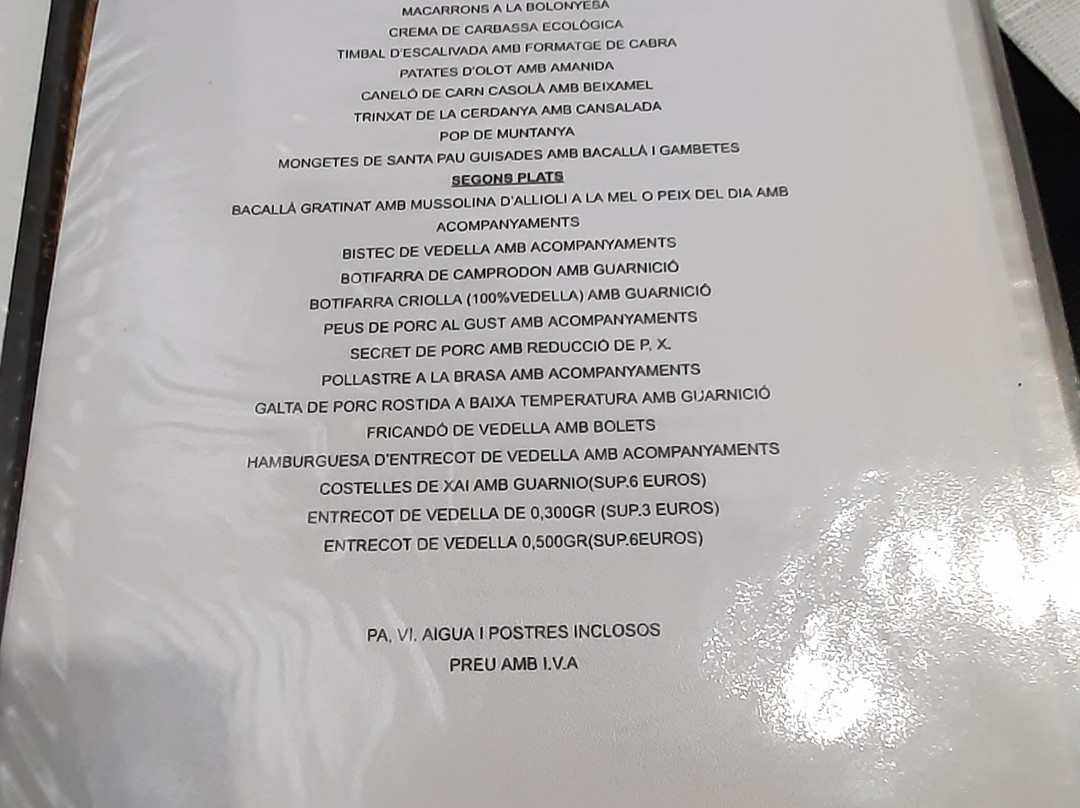 MACARRONS A LA BOLONYESA
CREMA DE CARBASSA ECOLÒGICA
TIMBAL D'ESCALIVADA AMB FORMATGE DE CABRA
PATATES D'OLOT AMB AMANIDA
CANELÓ DE CARN CASOLÀ AMB BEIXAMEL
TRINXAT DE LA CERDANYA AMB CANSALADA
POP DE MUNTANYA
MONGETES DE SANTA PAU GUISADES AMB BACALLÀ I GAMBETES
SEGONS PLATS
BACALLÀ GRATINAT AMB MUSSOLINA D'ALLIOLI A LA MEL O PEIX DEL DIA AMB
ACOMPANYAMENTS
BISTEC DE VEDELLA AMB ACOMPANYAMENTS
BOTIFARRA DE CAMPRODON AMB GUARNICIÓ
BOTIFARRA CRIOLLA (100%VEDELLA) AMB GUARNICIÓ
PEUS DE PORC AL GUST AMB ACOMPANYAMENTS
SECRET DE PORC AMB REDUCCIÓ DE P. X.
POLLASTRE A LA BRASA AMB ACOMPANYAMENTS
GALTA DE PORC ROSTIDA A BAIXA TEMPERATURA AMB GUARNICIÓ
FRICANDÓ DE VEDELLA AMB BOLETS
HAMBURGUESA D'ENTRECOT DE VEDELLA AMB ACOMPANYAMENTS
COSTELLES DE XAI AMB GUARNIO(SUP.6 EUROS)
ENTRECOT DE VEDELLA DE 0,300GR (SUP.3 EUROS)
ENTRECOT DE VEDELLA 0,500GR(SUP.6EUROS)
PA, VI, AIGUA I POSTRES INCLOSOS
PREU AMB I.V.A